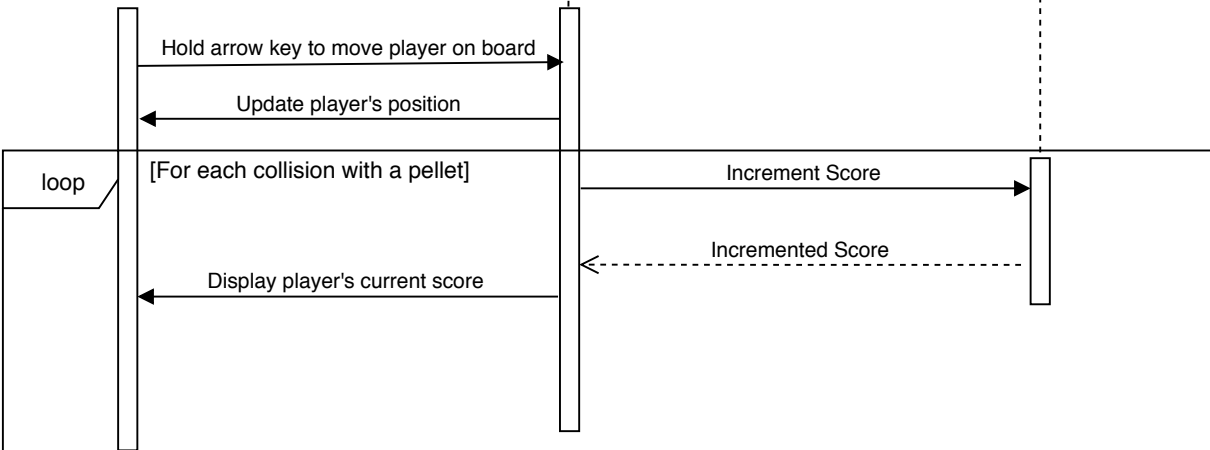 Hold arrow key to move player on board
Update player's position
loop
[For each collision with a pellet]
Increment Score
Incremented Score
Display player's current score